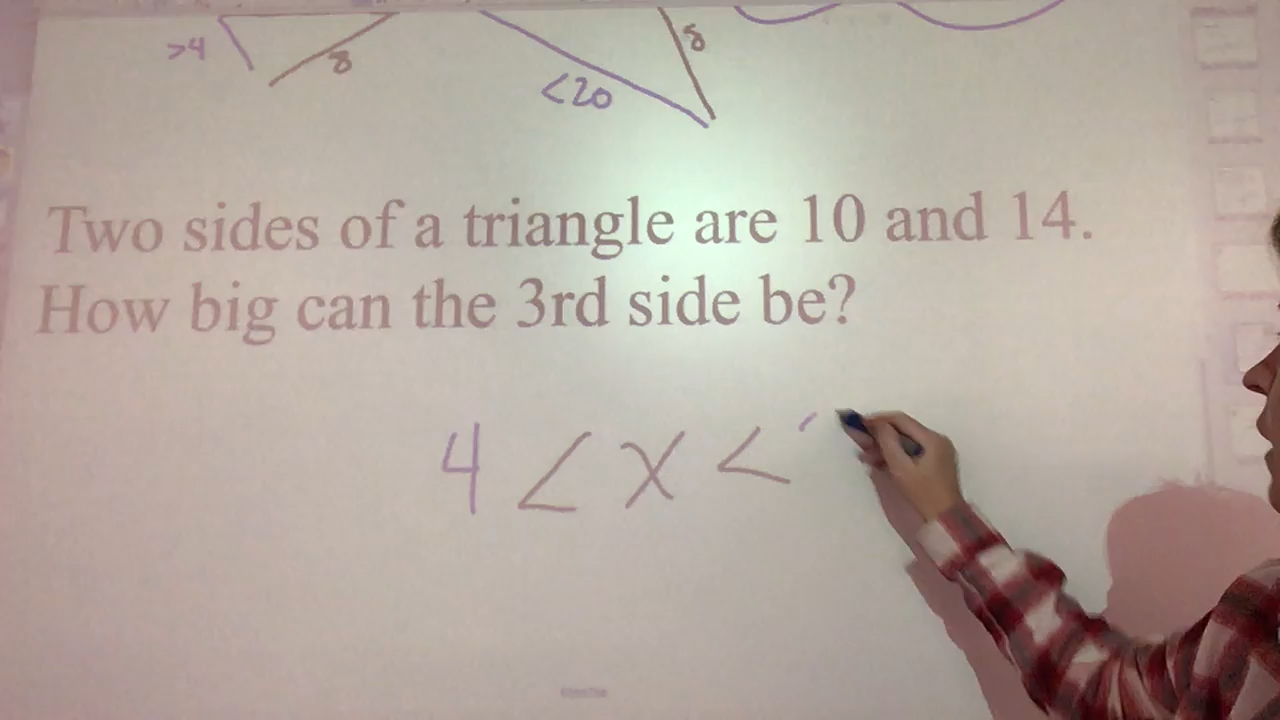 >4 8 <20 8
Two sides of a triangle are 10 and 14.
How big can the 3rd side be?
4 < x <